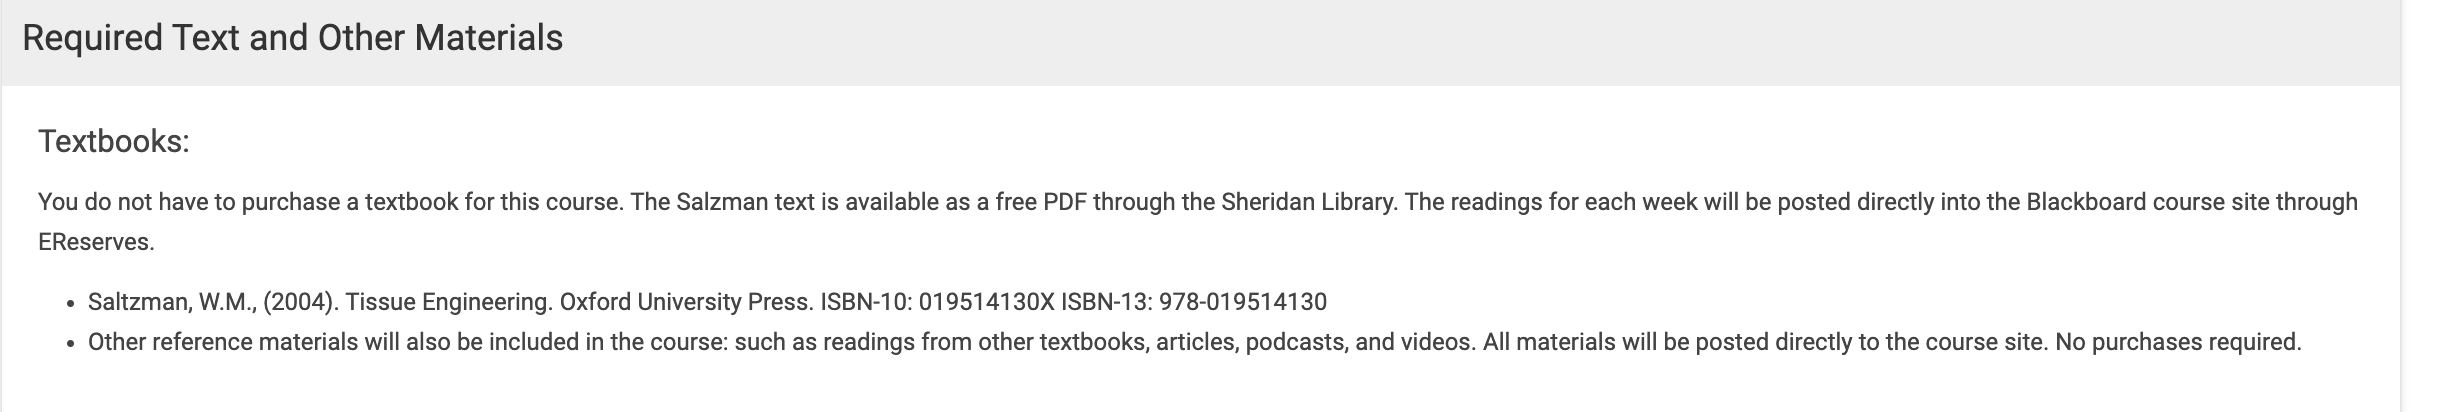 Required Text and Other Materials
Textbooks:
You do not have to purchase a textbook for this course. The Salzman text is available as a free PDF through the Sheridan Library. The readings for each week will be posted directly into the Blackboard course site through
EReserves.
• Saltzman, W.M., (2004). Tissue Engineering. Oxford University Press. ISBN-10: 019514130X ISBN-13: 978-019514130
• Other reference materials will also be included in the course: such as readings from other textbooks, articles, podcasts, and videos. All materials will be posted directly to the course site. No purchases required.